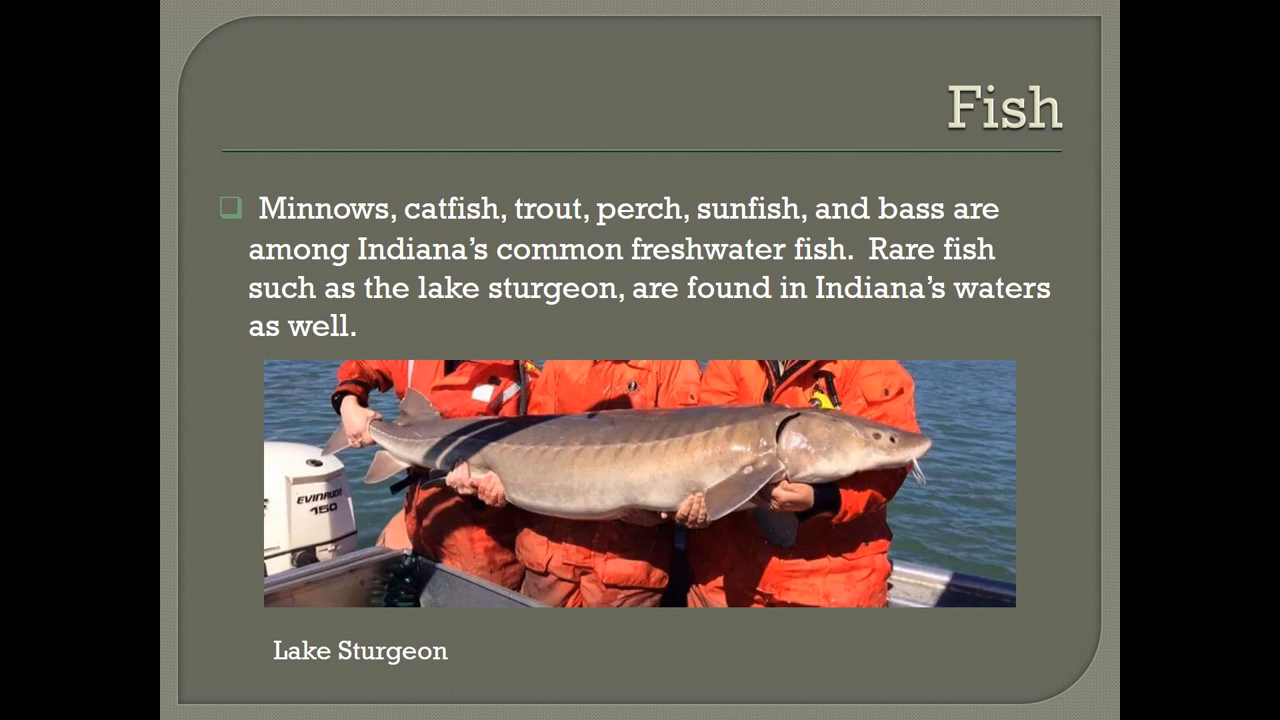 Fish
Minnows, catfish, trout, perch, sunfish, and bass are
among Indiana’s common freshwater fish.  Rare fish
such as the lake sturgeon, are found in Indiana’s waters
as well.
EVINRUDE
150
Lake Sturgeon